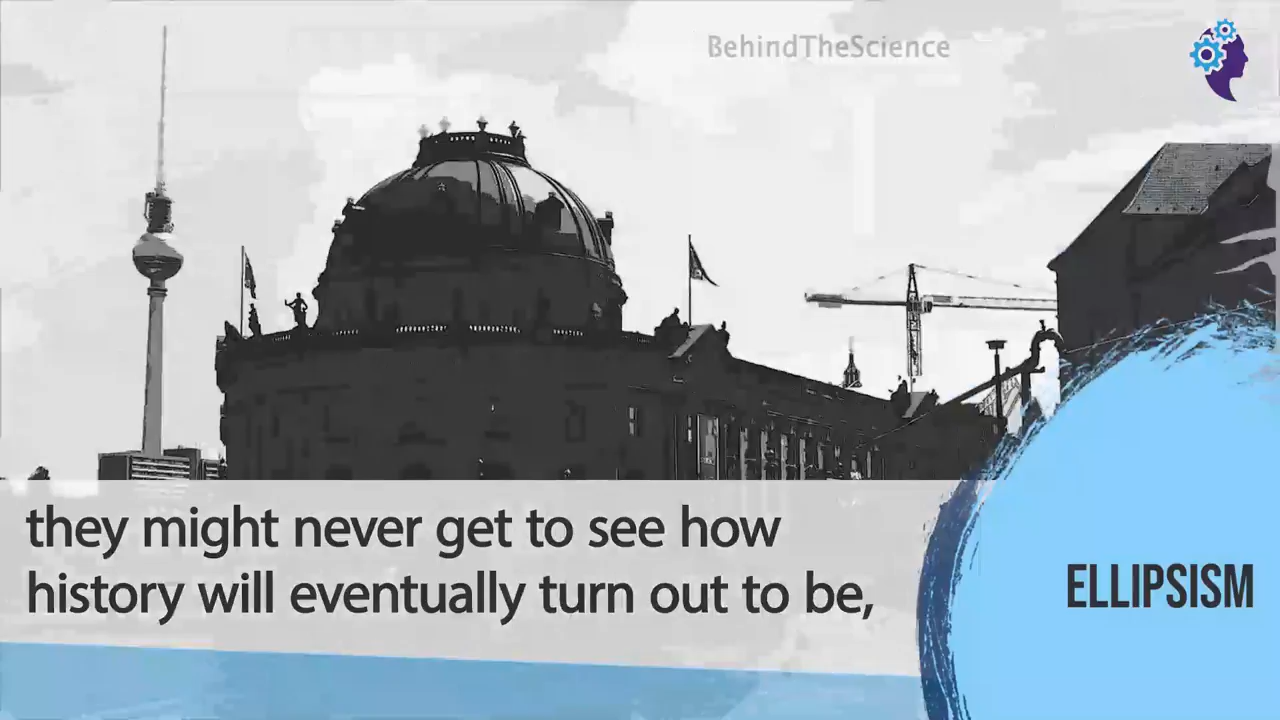 BehindTheScience
they might never get to see how
history will eventually turn out to be,
ELLIPSISM